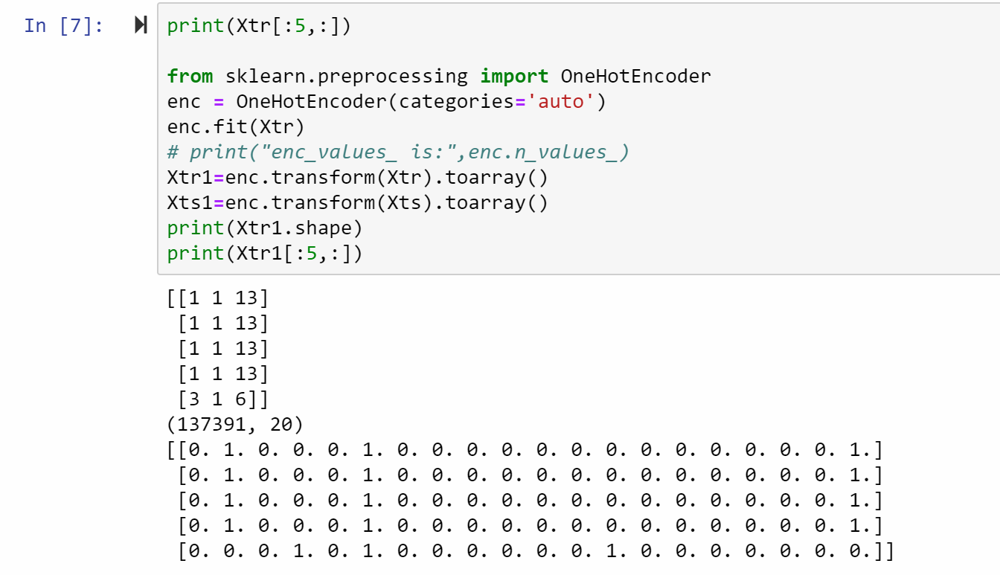 In [7]:
print(Xtr[:5,:])
from sklearn.preprocessing import OneHotEncoder
enc = OneHotEncoder(categories='auto')
enc.fit(Xtr)
# print("enc_values_ is:",enc.n_values_)
Xtr1=enc.transform(Xtr).toarray()
Xts1=enc.transform(Xts).toarray()
print(Xtr1.shape)
print(Xtr1[:5,:])
[[1 1 13]
[1 1 13]
[1 1 13]
[1 1 13]
[3 1 6]]
(137391, 20)
[[0. 1. 0. 0. 0. 1. 0. 0. 0. 0. 0. 0. 0. 0. 0. 0. 0. 0. 0. 1.]
[0. 1. 0. 0. 0. 1. 0. 0. 0. 0. 0. 0. 0. 0. 0. 0. 0. 0. 0. 1.]
[0. 1. 0. 0. 0. 1. 0. 0. 0. 0. 0. 0. 0. 0. 0. 0. 0. 0. 0. 1.]
[0. 1. 0. 0. 0. 1. 0. 0. 0. 0. 0. 0. 0. 0. 0. 0. 0. 0. 0. 1.]
[0. 0. 0. 1. 0. 1. 0. 0. 0. 0. 0. 0. 1. 0. 0. 0. 0. 0. 0. 0.]]